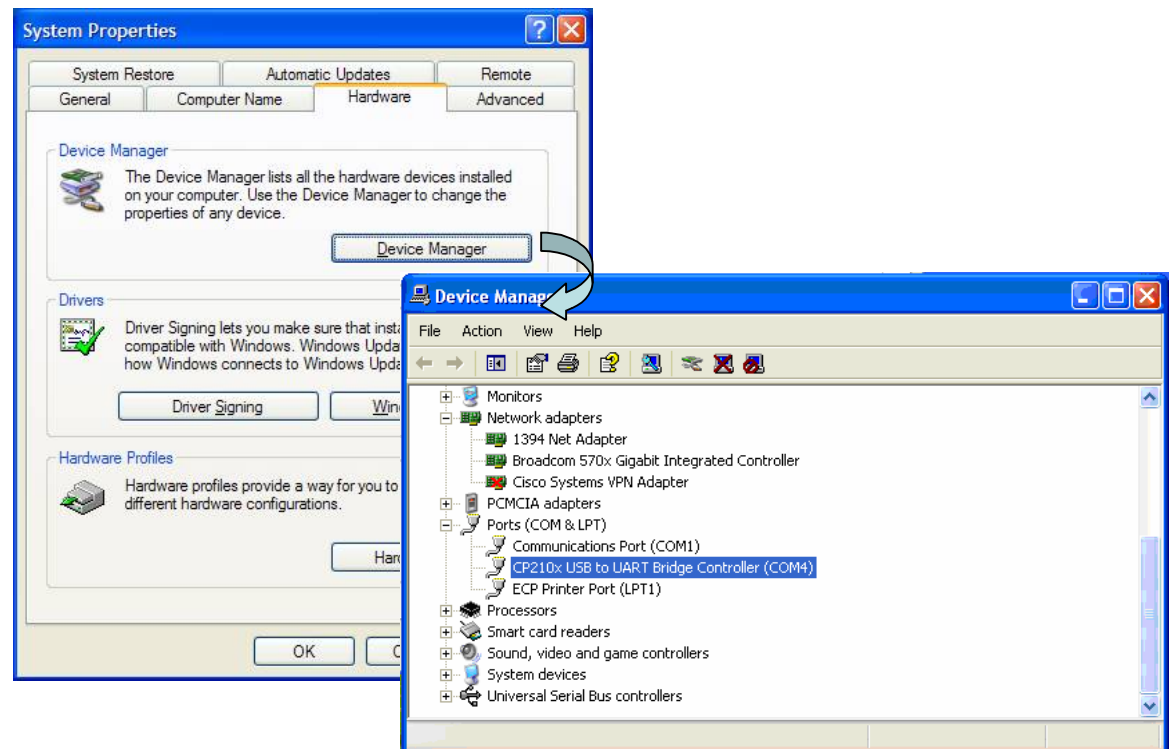 System Properties
System Restore Automatic Updates Remote
General Computer Name Hardware Advanced
Device Manager
The Device Manager lists all the hardware devices installed
on your computer. Use the Device Manager to change the
properties of any device.
Device Manager
Drivers
Driver Signing lets you make sure that
compatible with Windows. Windows
how Windows connects to Windows
Driver Signing
Hardware Profiles
Hardware profiles provide a way for you to
different hardware configurations.
OK
Device
File Action View Help
Monitors
Network adapters
1394 Net Adapter
Broadcom 570x Gigabit Integrated Controller
Cisco Systems VPN Adapter
PCMCIA adapters
Ports (COM & LPT)
Communications Port (COM1)
CP210x USB to UART Bridge Controller (COM4)
ECP Printer Port (LPT1)
Processors
Smart card readers
Sound, video and game controllers
System devices
Universal Serial Bus controllers